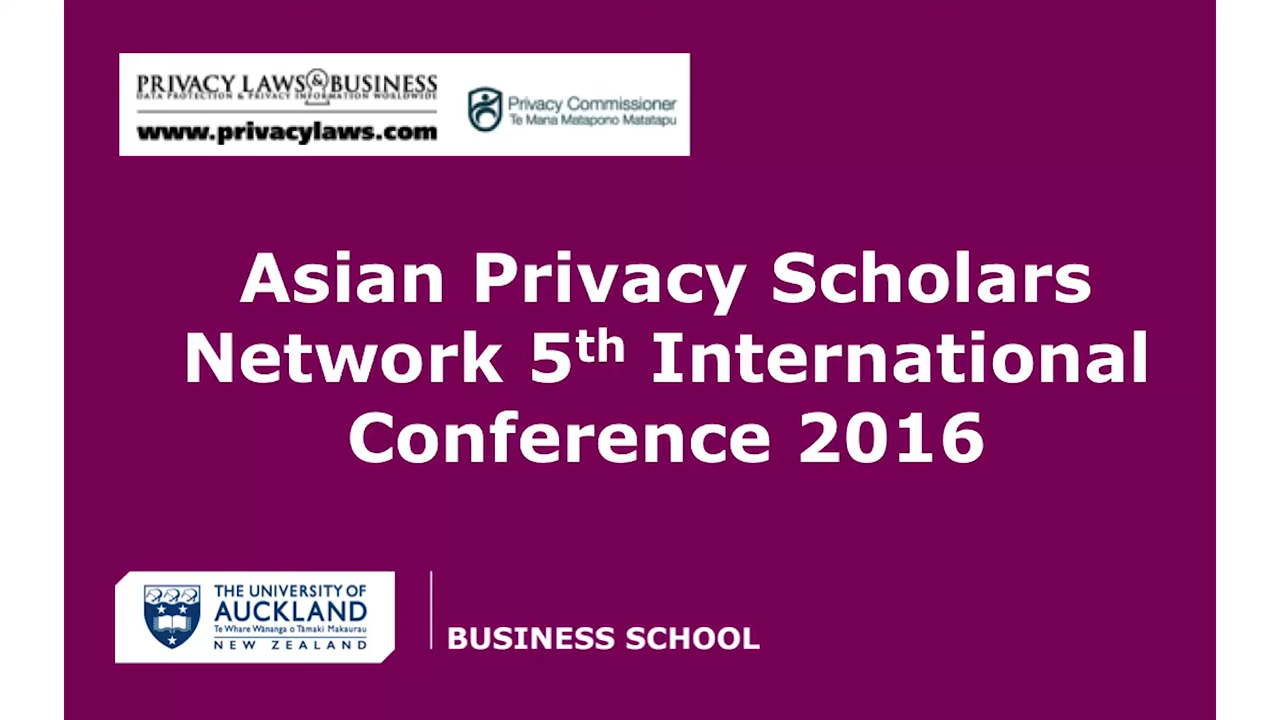 PRIVACY LAWS & BUSINESS
DATA PROTECTION & PRIVACY INFORMATION WORLDWIDE
www.privacylaws.com
Privacy Commissioner
Te Mana Matapono Matatapu
Asian Privacy Scholars
Network 5th International
Conference 2016
THE UNIVERSITY OF
AUCKLAND
Te Whare Wānanga o Tāmaki Makaurau
NEW ZEALAND
BUSINESS SCHOOL